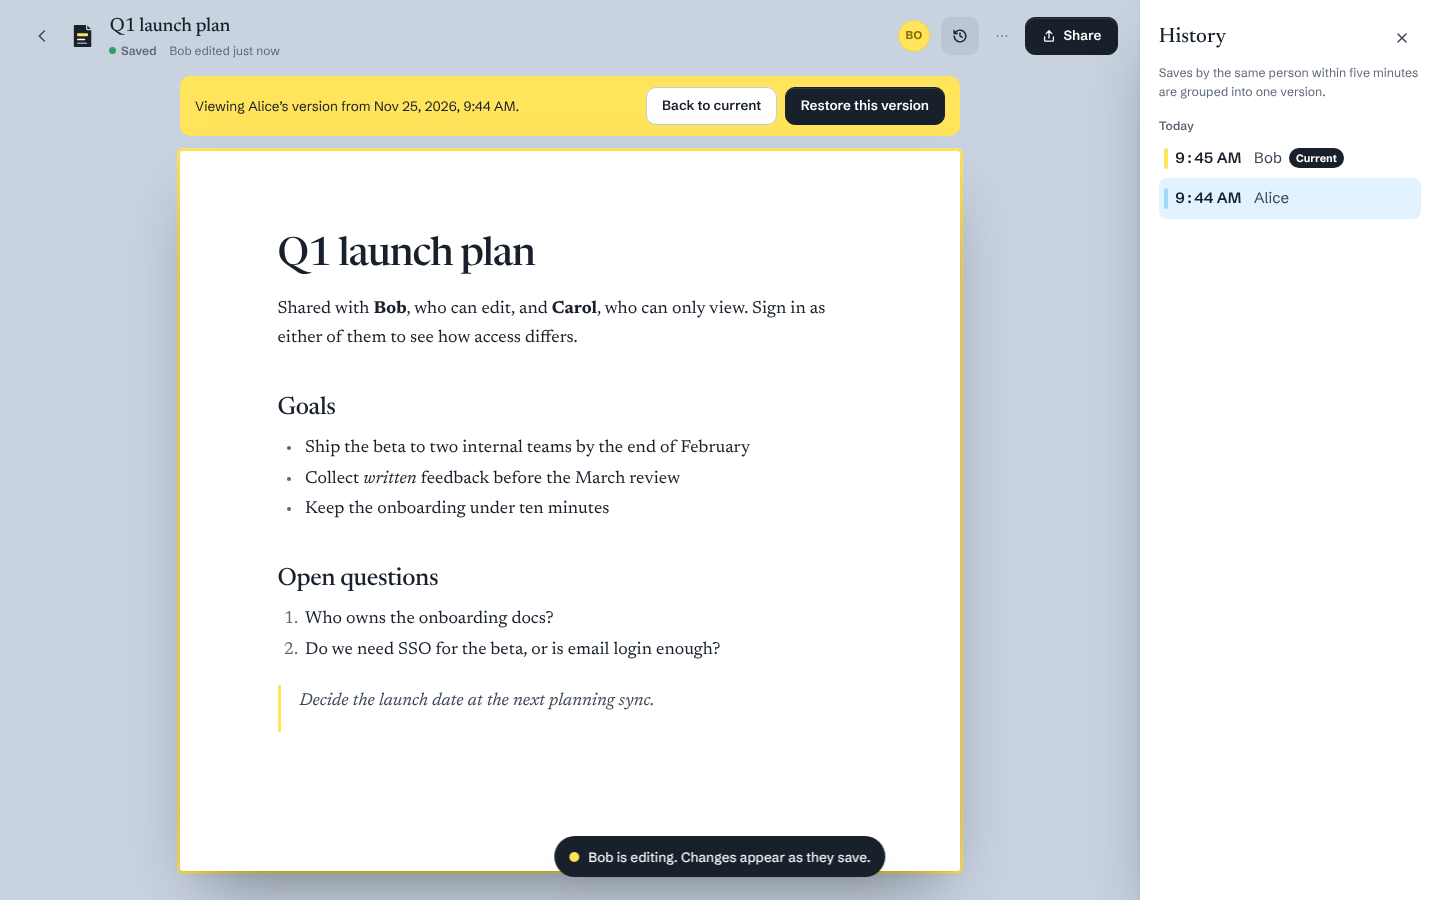 Q1 launch plan
Saved Bob edited just now
BO
...
Share
Viewing Alice's version from Nov 25, 2026, 9:44 AM.
Back to current
Restore this version
Q1 launch plan
Shared with Bob, who can edit, and Carol, who can only view. Sign in as
either of them to see how access differs.
Goals
• Ship the beta to two internal teams by the end of February
• Collect written feedback before the March review
• Keep the onboarding under ten minutes
Open questions
1. Who owns the onboarding docs?
2. Do we need SSO for the beta, or is email login enough?
Decide the launch date at the next planning sync.
Bob is editing. Changes appear as they save.
History
Saves by the same person within five minutes
are grouped into one version.
Today
9:45 AM Bob Current
9:44 AM Alice